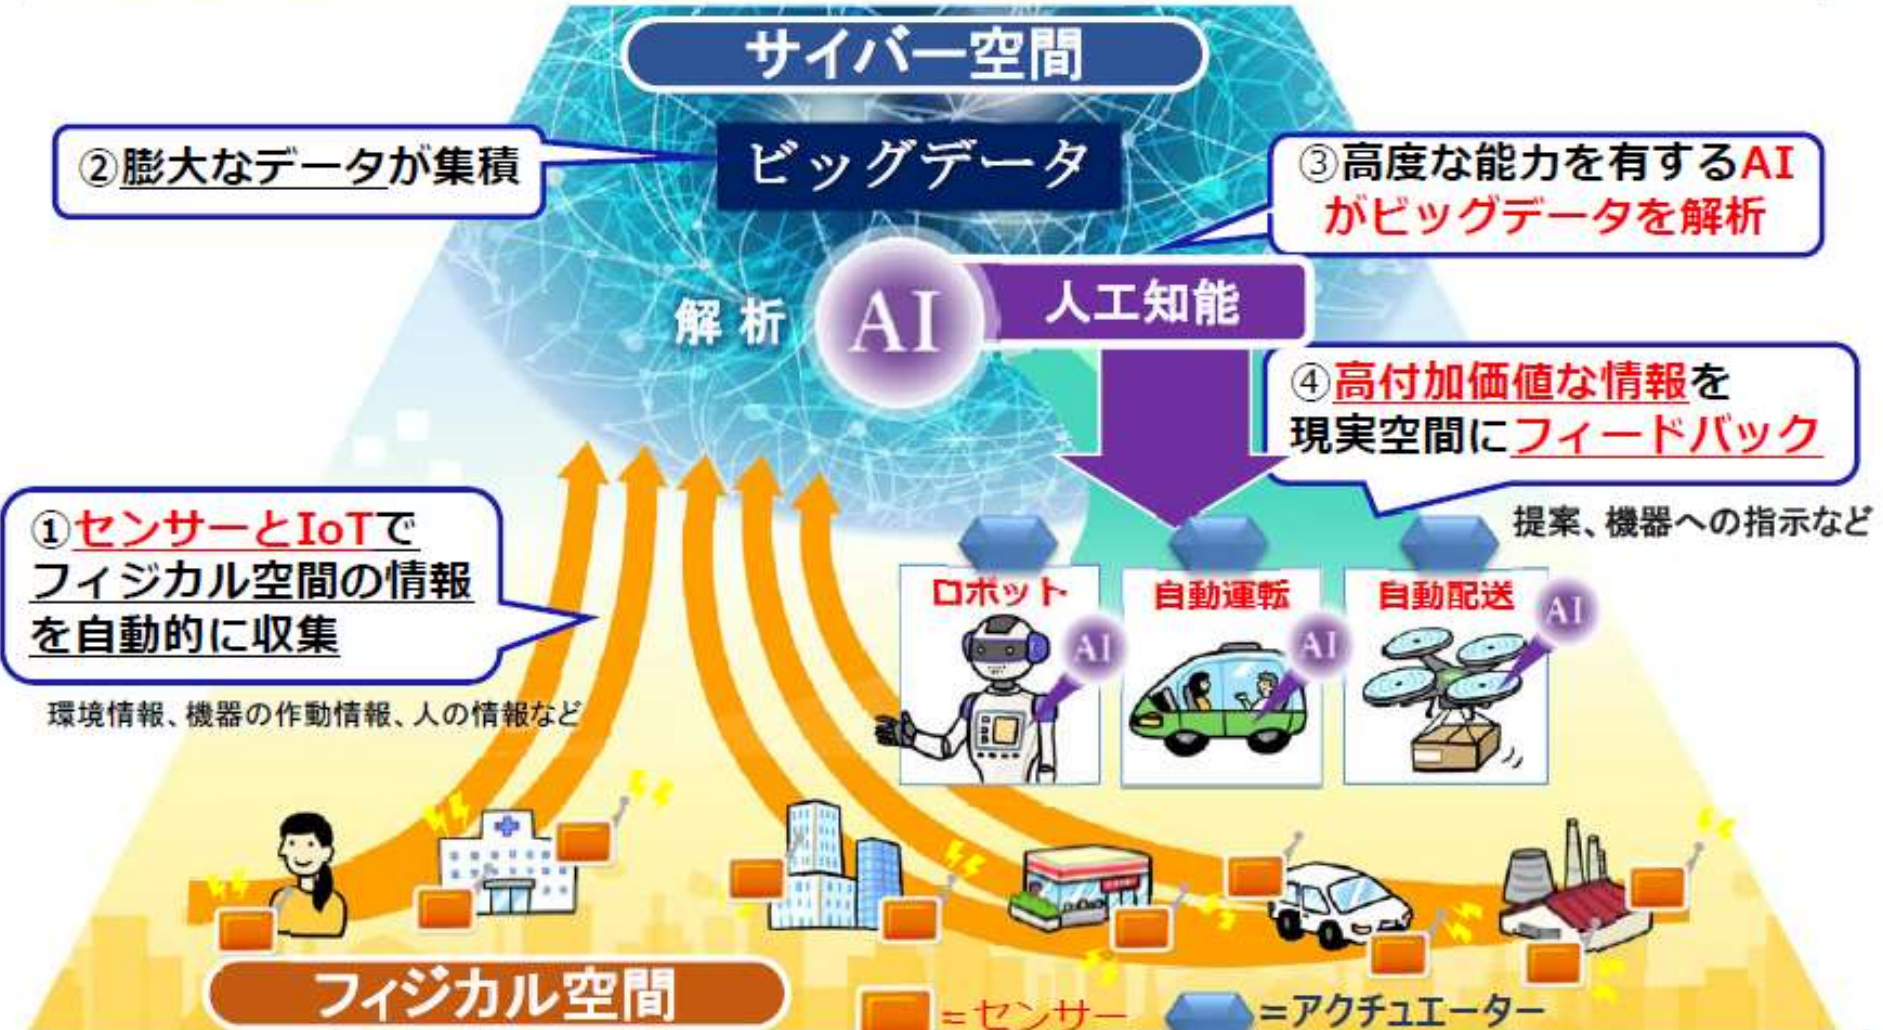 サイバー空間
②膨大なデータが集積
ビッグデータ
③高度な能力を有するAI
がビッグデータを解析
解析
AI
人工知能
④高付加価値な情報を
現実空間にフィードバック
提案、機器への指示など
①センサーとIoTで
フィジカル空間の情報
を自動的に収集
環境情報、機器の作動情報、人の情報など
ロボット
AI
自動運転
AI
自動配送
AI
フィジカル空間
=センサー
=アクチュエーター